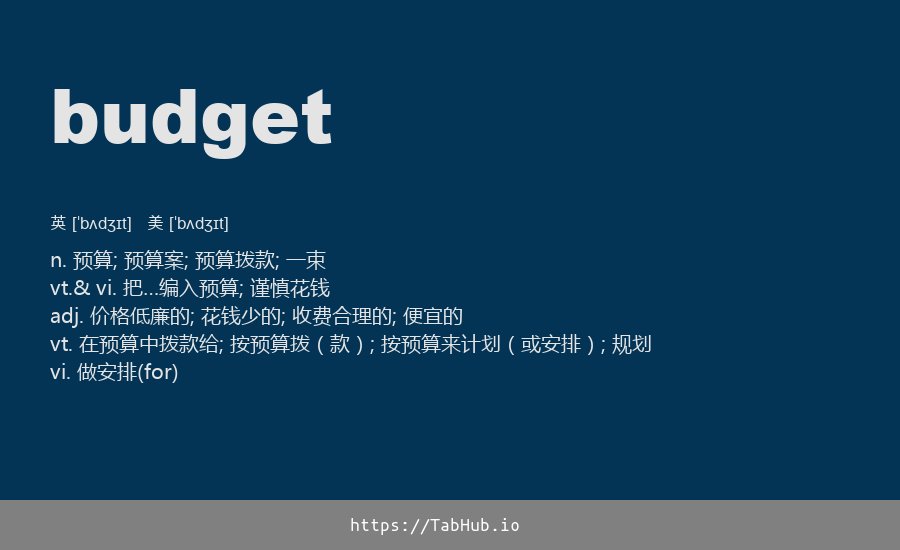 budget
英 [ˈbʌdʒɪt] 美 [ˈbʌdʒɪt]
n. 预算; 预算案; 预算拨款; 一束
vt.& vi. 把…编入预算; 谨慎花钱
adj. 价格低廉的; 花钱少的; 收费合理的; 便宜的
vt. 在预算中拨款给; 按预算拨（款）; 按预算来计划（或安排）; 规划
vi. 做安排(for)
https://TabHub.io